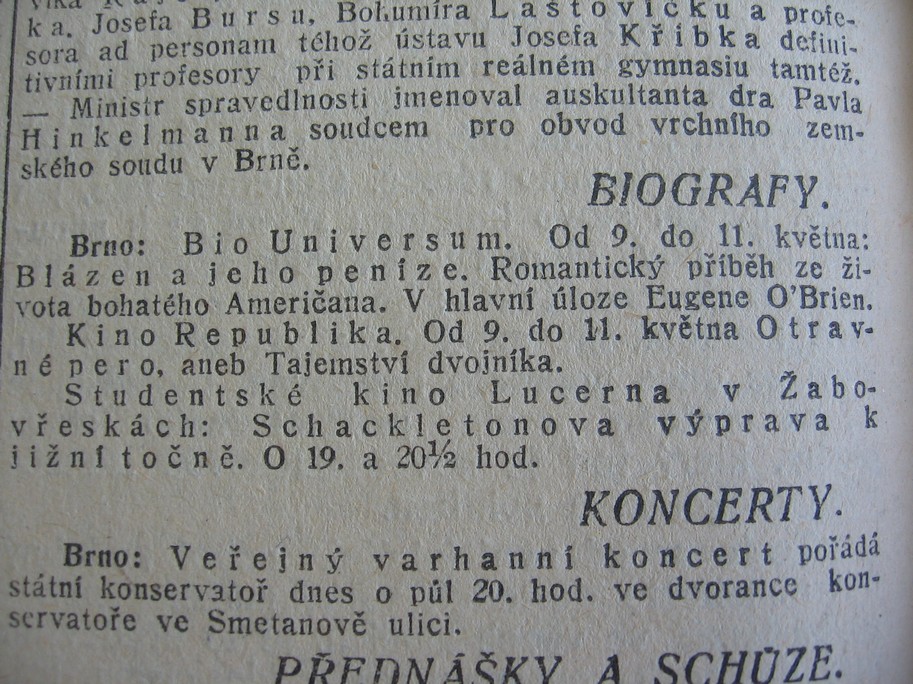 ka. Josefa Bursu, Bohumíra Laštovičku a profe-
sora ad personam téhož ústavu Josefa Křibka defini-
tivními profesory při státním reálném gymnasiu tamtéž.
— Ministr spravedlnosti jmenoval auskultanta dra Pavla
Hinkelmanna soudcem pro obvod vrchního zem-
ského soudu v Brně.
BIOGRAFY.
Brno: Bio Universum. Od 9. do 11. května:
Blázen a jeho peníze. Romantický příběh ze ži-
vota bohatého Američana. V hlavní úloze Eugene O'Brien.
Kino Republika. Od 9. do 11. května Otrav-
né pero, aneb Tajemství dvojníka.
Studentské kino Lucerna v Žabo-
vřeskách: Schackletonova výprava k
jižní točně. O 19. a 20½ hod.
KONCERTY.
Brno: Veřejný varhanní koncert pořádá
státní konservatoř dnes o půl 20. hod. ve dvorance kon-
servatoře ve Smetanově ulici.
PŘEDNÁŠKY A SCHŮZE.